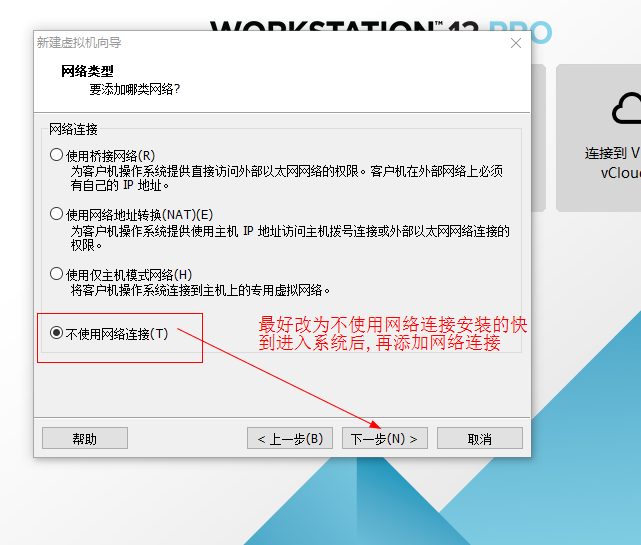 WORKSTATION™ 12 PRO
新建虚拟机向导
网络类型
要添加哪类网络?
网络连接
使用桥接网络(R)
为客户机操作系统提供直接访问外部以太网网络的权限。客户机在外部网络上必须
有自己的 IP 地址。
使用网络地址转换(NAT)(E)
为客户机操作系统提供使用主机 IP 地址访问主机拨号连接或外部以太网网络连接的
权限。
使用仅主机模式网络(H)
将客户机操作系统连接到主机上的专用虚拟网络。
不使用网络连接(T)
最好改为不使用网络连接安装的快
到进入系统后,再添加网络连接
帮助
< 上一步(B)
下一步(N) >
取消
连接到 V
vClou